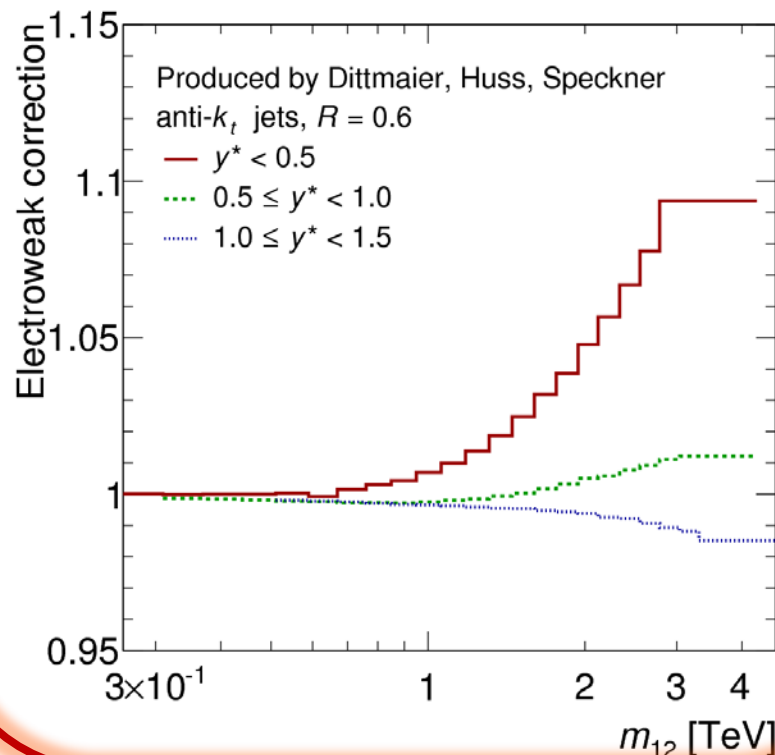 1.15
Electroweak correction
Produced by Dittmaier, Huss, Speckner
anti-k_t jets, R = 0.6
y* < 0.5
0.5 ≤ y* < 1.0
1.0 ≤ y* < 1.5
1.1
1.05
1
0.95
3×10⁻¹ 1 2 3 4
m₁₂ [TeV]